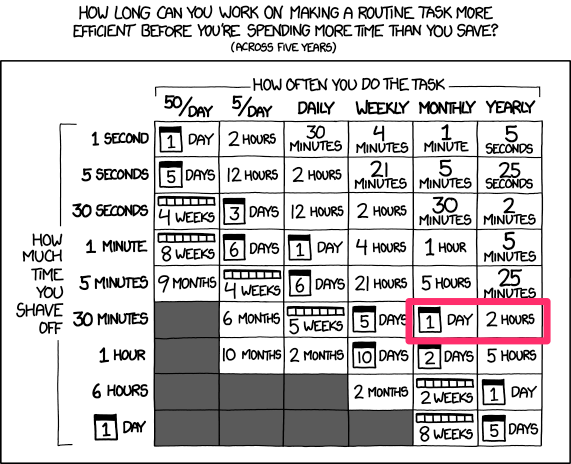 HOW LONG CAN YOU WORK ON MAKING A ROUTINE TASK MORE
EFFICIENT BEFORE YOU'RE SPENDING MORE TIME THAN YOU SAVE?
(ACROSS FIVE YEARS)
HOW OFTEN YOU DO THE TASK
50/DAY 5/DAY DAILY WEEKLY MONTHLY YEARLY
HOW MUCH TIME YOU SHAVE OFF
1 SECOND 1 DAY 2 HOURS 30 MINUTES 4 MINUTES 1 MINUTE 5 SECONDS
5 SECONDS 5 DAYS 12 HOURS 2 HOURS 21 MINUTES 5 MINUTES 25 SECONDS
30 SECONDS 4 WEEKS 3 DAYS 12 HOURS 2 HOURS 30 MINUTES 2 MINUTES
1 MINUTE 8 WEEKS 6 DAYS 1 DAY 4 HOURS 1 HOUR 5 MINUTES
5 MINUTES 9 MONTHS 4 WEEKS 6 DAYS 21 HOURS 5 HOURS 25 MINUTES
30 MINUTES 6 MONTHS 5 WEEKS 5 DAYS 1 DAY 2 HOURS
1 HOUR 10 MONTHS 2 MONTHS 10 DAYS 2 DAYS 5 HOURS
6 HOURS 2 MONTHS 2 WEEKS 1 DAY
1 DAY 8 WEEKS 5 DAYS